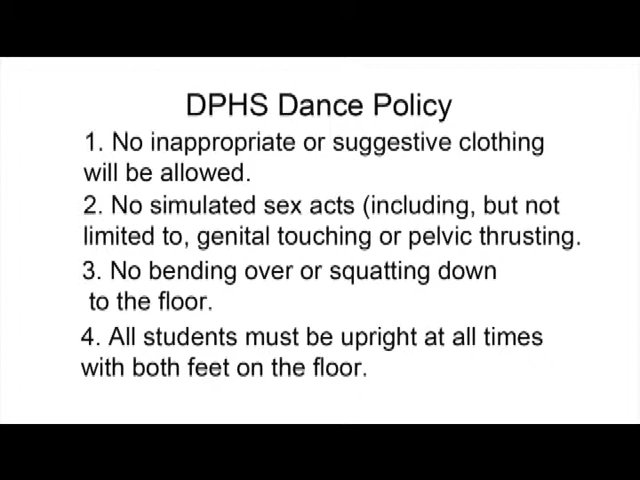 DPHS Dance Policy
1. No inappropriate or suggestive clothing
will be allowed.
2. No simulated sex acts (including, but not
limited to, genital touching or pelvic thrusting.
3. No bending over or squatting down
to the floor.
4. All students must be upright at all times
with both feet on the floor.